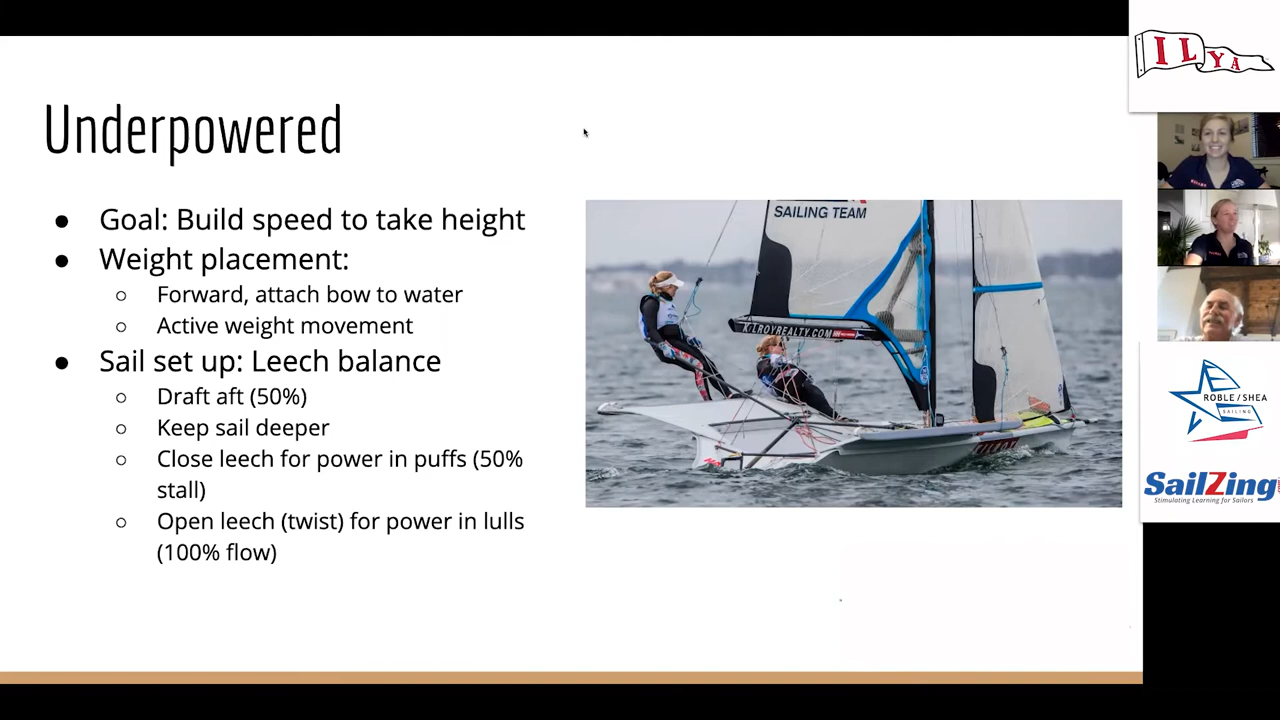 Underpowered
● Goal: Build speed to take height
● Weight placement:
○ Forward, attach bow to water
○ Active weight movement
● Sail set up: Leech balance
○ Draft aft (50%)
○ Keep sail deeper
○ Close leech for power in puffs (50%
stall)
○ Open leech (twist) for power in lulls
(100% flow)
SAILING TEAM
KILROYREALTY.COM
ILYA
ROBLE/SHEA
SAILING
SailZing
Stimulating Learning for Sailors